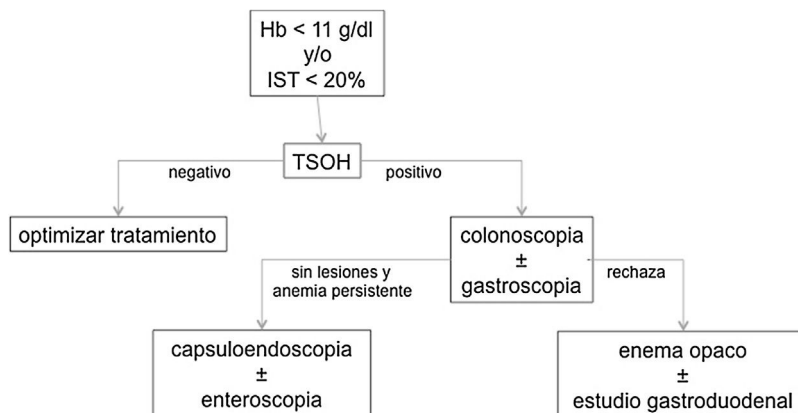 Hb < 11 g/dl
y/o
IST < 20%
TSOH
negativo
positivo
optimizar tratamiento
colonoscopia
±
gastroscopia
sin lesiones y
anemia persistente
rechaza
capsuloendoscopia
±
enteroscopia
enema opaco
±
estudio gastroduodenal